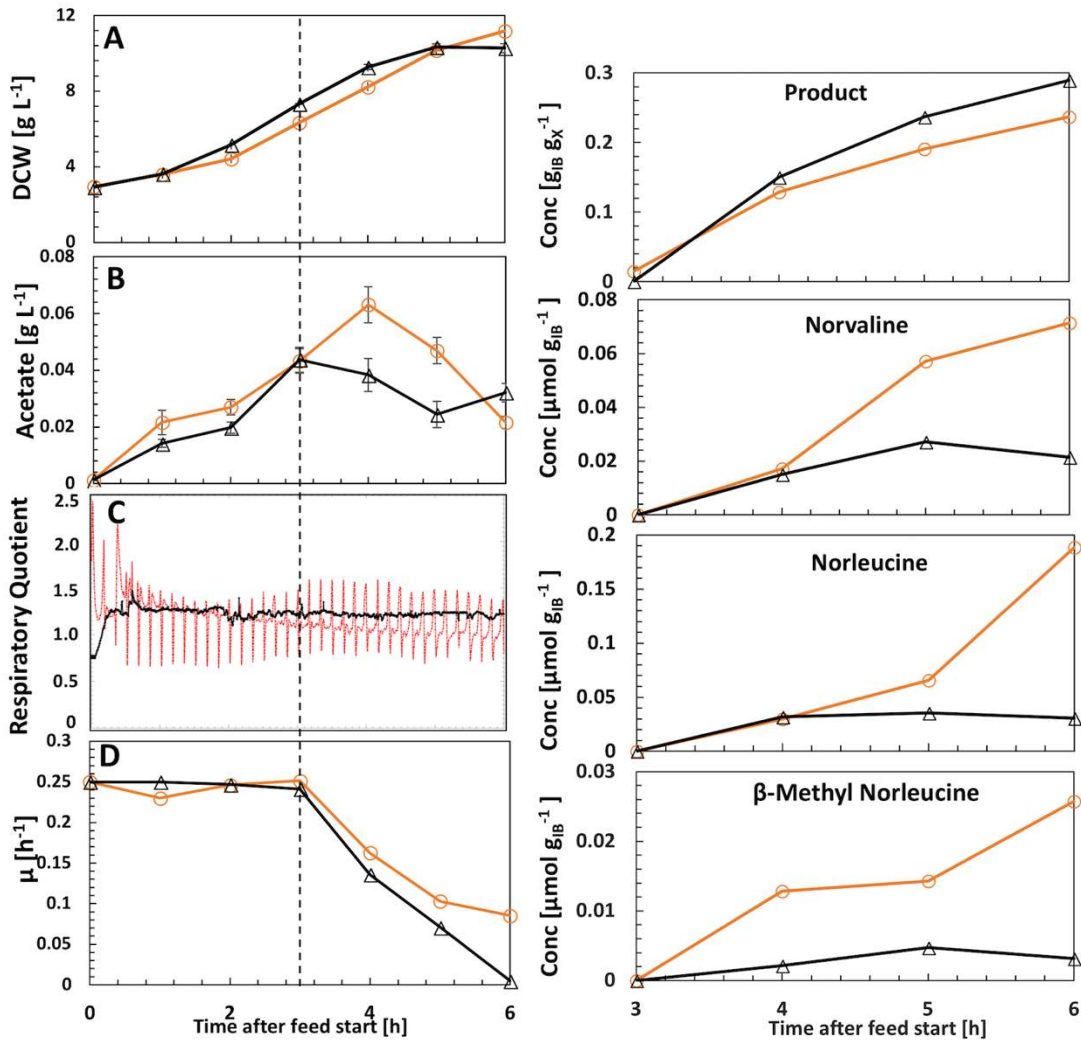 A
DCW [g L⁻¹]
12
8
4
0
B
Acetate [g L⁻¹]
0.08
0.06
0.04
0.02
0
C
Respiratory Quotient
2.5
2.0
1.5
1.0
0.5
0
D
µ [h⁻¹]
0.3
0.25
0.2
0.15
0.1
0.05
0
0 2 4 6
Time after feed start [h]
Product
Conc [g_IB g_X⁻¹]
0.3
0.2
0.1
0
Norvaline
Conc [µmol g_IB⁻¹]
0.08
0.06
0.04
0.02
0
Norleucine
Conc [µmol g_IB⁻¹]
0.2
0.15
0.1
0.05
0
β-Methyl Norleucine
Conc [µmol g_IB⁻¹]
0.03
0.02
0.01
0
3 4 5 6
Time after feed start [h]